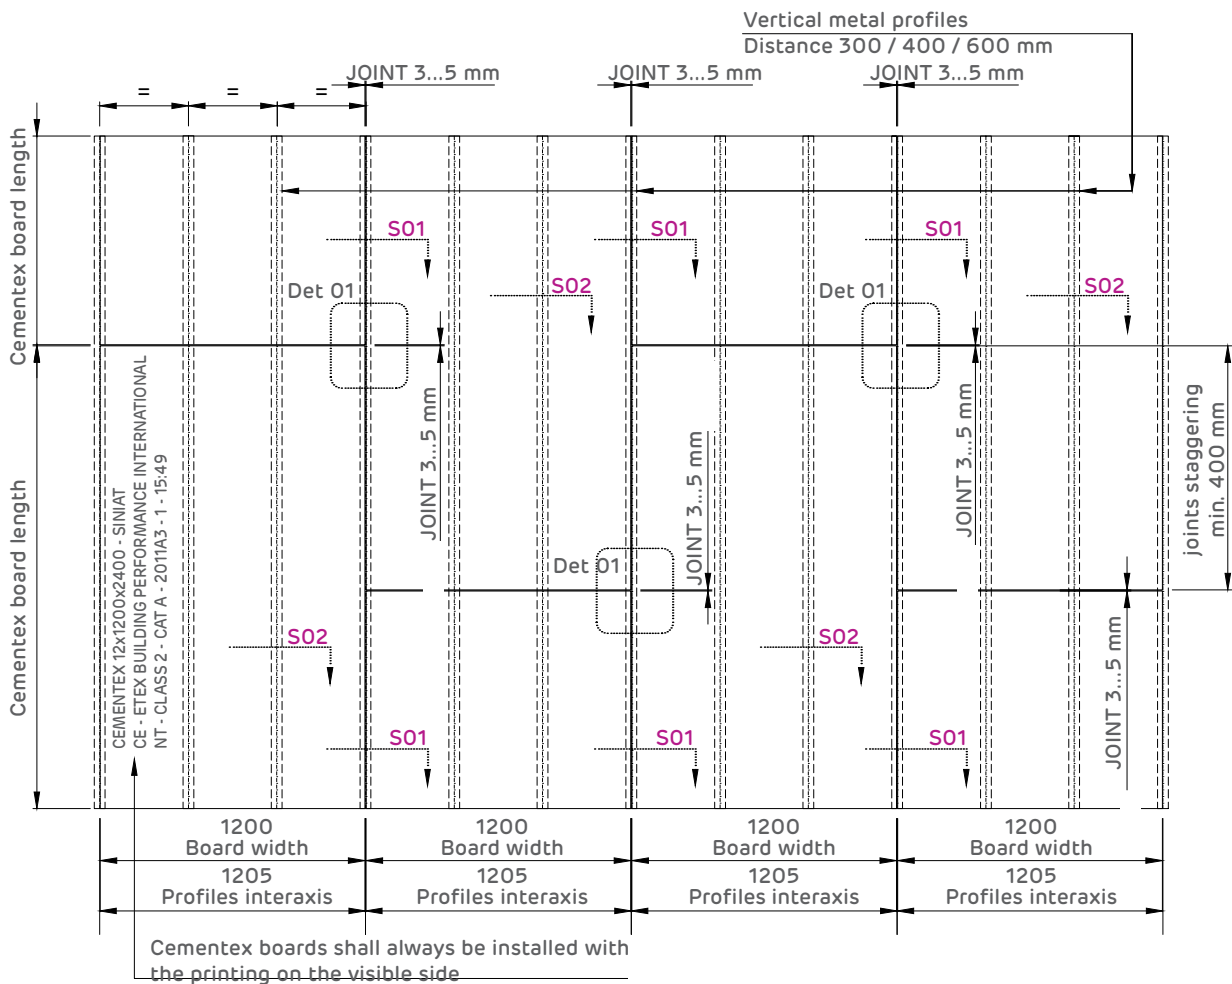 Vertical metal profiles
Distance 300 / 400 / 600 mm
JOINT 3...5 mm
JOINT 3...5 mm
JOINT 3...5 mm
=
=
=
Cementex board length
S01
S01
S01
Det 01
S02
Det 01
S02
Cementex board length
CEMENTEX 12x1200x2400 - SINIAT
CE - ETEX BUILDING PERFORMANCE INTERNATIONAL
NT - CLASS 2 - CAT A - 2011A3 - 1 - 15:49
JOINT 3...5 mm
JOINT 3...5 mm
JOINT 3...5 mm
joints staggering
min. 400 mm
Det 01
S02
S02
JOINT 3...5 mm
S01
S01
S01
1200
Board width
1200
Board width
1200
Board width
1200
Board width
1205
Profiles interaxis
1205
Profiles interaxis
1205
Profiles interaxis
1205
Profiles interaxis
Cementex boards shall always be installed with
the printing on the visible side